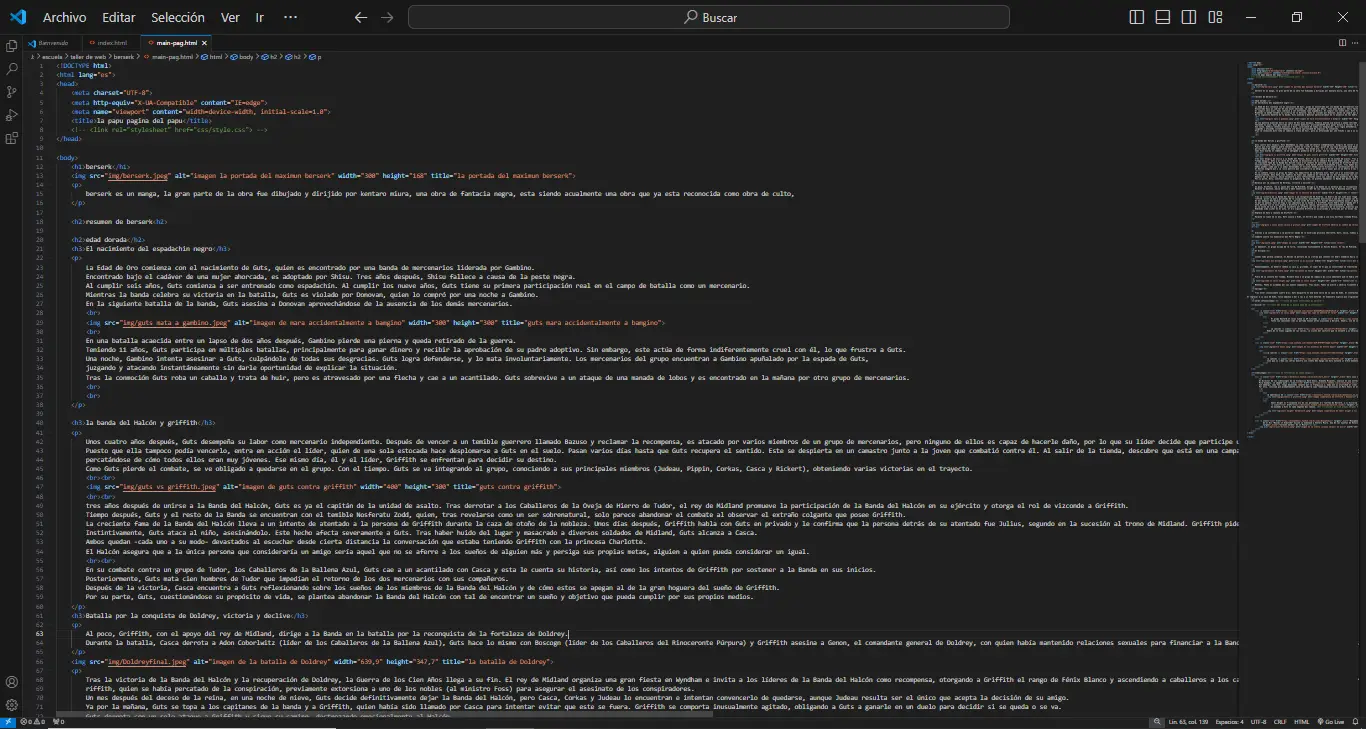 Archivo Editar Selección Ver Ir ··· Buscar
Bienvenido index.html main-pag.html
escuela > taller de web > berserk > main-pag.html > html > body > h2 > h2 > p
1 <!DOCTYPE html>
2 <html lang="es">
3 <head>
4 <meta charset="UTF-8">
5 <meta http-equiv="X-UA-Compatible" content="IE=edge">
6 <meta name="viewport" content="width=device-width, initial-scale=1.0">
7 <title>la papu pagina del papu</title>
8 <!-- <link rel="stylesheet" href="css/style.css"> -->
9 </head>
10
11 <body>
12 <h1>berserk</h1>
13 <img src="img/berserk.jpeg" alt="imagen la portada del maximun berserk" width="300" height="168" title="la portada del maximun berserk">
14 <p>
15 berserk es un manga, la gran parte de la obra fue dibujado y dirijido por kentaro miura, una obra de fantacia negra, esta siendo acualmente una obra que ya esta reconocida como obra de culto,
16 </p>
17
18 <h2>resumen de berserk<h2>
19
20 <h2>edad dorada</h2>
21 <h3>El nacimiento del espadachin negro</h3>
22 <p>
23 La Edad de Oro comienza con el nacimiento de Guts, quien es encontrado por una banda de mercenarios liderada por Gambino.
24 Encontrado bajo el cadáver de una mujer ahorcada, es adoptado por Shisu. Tres años después, Shisu fallece a causa de la peste negra.
25 Al cumplir seis años, Guts comienza a ser entrenado como espadachín. Al cumplir los nueve años, Guts tiene su primera participación real en el campo de batalla como un mercenario.
26 Mientras la banda celebra su victoria en la batalla, Guts es violado por Donovan, quien lo compró por una noche a Gambino.
27 En la siguiente batalla de la banda, Guts asesina a Donovan aprovechándose de la ausencia de los demás mercenarios.
28 <br>
29 <img src="img/guts mata a gambino.jpeg" alt="imagen de mara accidentalmente a bamgino" width="300" height="300" title="guts mara accidentalmente a bamgino">
30 <br>
31 En una batalla acaecida entre un lapso de dos años después, Gambino pierde una pierna y queda retirado de la guerra.
32 Teniendo 11 años, Guts participa en múltiples batallas, principalmente para ganar dinero y recibir la aprobación de su padre adoptivo. Sin embargo, este actúa de forma indiferentemente cruel con él, lo que frustra a Guts.
33 Una noche, Gambino intenta asesinar a Guts, culpándolo de todas sus desgracias. Guts logra defenderse, y lo mata involuntariamente. Los mercenarios del grupo encuentran a Gambino apuñalado por la espada de Guts,
34 juzgando y atacando instantáneamente sin darle oportunidad de explicar la situación.
35 Tras la conmoción Guts roba un caballo y trata de huir, pero es atravesado por una flecha y cae a un acantilado. Guts sobrevive a un ataque de una manada de lobos y es encontrado en la mañana por otro grupo de mercenarios.
36 <br>
37 <br>
38 </p>
39
40 <h3>la banda del Halcón y griffith</h3>
41 <p>
42 Unos cuatro años después, Guts desempeña su labor como mercenario independiente. Después de vencer a un temible guerrero llamado Bazuso y reclamar la recompensa, es atacado por varios miembros de un grupo de mercenarios, pero ninguno de ellos es capaz de hacerle daño, por lo que su líder decide que participe u
43 Puesto que ella tampoco podía vencerlo, entra en acción el líder, quien de una sola estocada hace desplomarse a Guts en el suelo. Pasan varios días hasta que Guts recupera el sentido. Este se despierta en un camastro junto a la joven que combatió contra él. Al salir de la tienda, descubre que está en una campa
44 percatándose de cómo todos ellos eran muy jóvenes. Ese mismo día, él y el líder, Griffith se enfrentan para decidir su destino.
45 Como Guts pierde el combate, se ve obligado a quedarse en el grupo. Con el tiempo. Guts se va integrando al grupo, conociendo a sus principales miembros (Judeau, Pippin, Corkas, Casca y Rickert), obteniendo varias victorias en el trayecto.
46 <br><br>
47 <img src="img/guts vs griffith.jpeg" alt="imagen de guts contra griffith" width="400" height="300" title="guts contra griffith">
48 <br><br>
49 tres años después de unirse a la Banda del Halcón, Guts es ya el capitán de la unidad de asalto. Tras derrotar a los Caballeros de la Oveja de Hierro de Tudor, el rey de Midland promueve la participación de la Banda del Halcón en su ejército y otorga el rol de vizconde a Griffith.
50 Tiempo después, Guts y el resto de la Banda se encuentran con el temible Nosferatu Zodi, quien, tras revelarse como un ser sobrenatural, solo parece abandonar el combate al observar el extraño colgante que posee Griffith.
51 La creciente fama de la Banda del Halcón lleva a un intento de atentado a la persona de Griffith durante la caza de otoño de la nobleza. Unos días después, Griffith habla con Guts en privado y le confirma que la persona detrás de su atentado fue Julius, segundo en la sucesión al trono de Midland. Griffith pide
52 Instintivamente, Guts ataca al niño, asesinándolo. Este hecho afecta severamente a Guts. Tras haber huido del lugar y masacrado a diversos soldados de Midland, Guts alcanza a Casca.
53 Ambos quedan -cada uno a su modo- devastados al escuchar desde cierta distancia la conversación que estaba teniendo Griffith con la princesa Charlotte.
54 El Halcón asegura que a la única persona que consideraría un amigo sería aquel que no se aferre a los sueños de alguien más y persiga sus propias metas, alguien a quien pueda considerar un igual.
55 <br><br>
56 En su combate contra un grupo de Tudor, los Caballeros de la Ballena Azul, Guts cae a un acantilado con Casca y esta le cuenta su historia, así como los intentos de Griffith por sostener a la Banda en sus inicios.
57 Posteriormente, Guts mata cien hombres de Tudor que impedían el retorno de los dos mercenarios con sus compañeros.
58 Después de la victoria, Casca encuentra a Guts reflexionando sobre los sueños de los miembros de la Banda del Halcón y de cómo estos se apegan al de la gran hoguera del sueño de Griffith.
59 Por su parte, Guts, cuestionándose su propósito de vida, se plantea abandonar la Banda del Halcón con tal de encontrar un sueño y objetivo que pueda cumplir por sus propios medios.
60 </p>
61 <h3>Batalla por la conquista de Doldrey, victoria y declive</h3>
62 <p>
63 Al poco, Griffith, con el apoyo del rey de Midland, dirige a la Banda en la batalla por la reconquista de la fortaleza de Doldrey.
64 Durante la batalla, Casca derrota a Adon Coborlwitz (líder de los Caballeros de la Ballena Azul), Guts hace lo mismo con Boscogn (líder de los Caballeros del Rinoceronte Púrpura) y Griffith asesina a Genon, el comandante general de Doldrey, con quien había mantenido relaciones sexuales para financiar a la Band
65 </p>
66 <img src="img/Doldreyfinal.jpeg" alt="imagen de la batalla de Doldrey" width="639,9" height="347,7" title="la batalla de Doldrey">
67 <p>
68 Tras la victoria de la Banda del Halcón y la recuperación de Doldrey, la Guerra de los Cien Años llega a su fin. El rey de Midland organiza una gran fiesta en Wyndham e invita a los líderes de la Banda del Halcón como recompensa, otorgando a Griffith el rango de Fénix Blanco y ascendiendo a caballeros a los ca
69 riffith, quien se había percatado de la conspiración, previamente extorsiona a uno de los nobles (al ministro Foss) para asegurar el asesinato de los conspiradores.
70 Un mes después del deceso de la reina, en una noche de nieve, Guts decide definitivamente dejar la Banda del Halcón, pero Casca, Corkas y Judeau lo encuentran e intentan convencerlo de quedarse, aunque Judeau resulta ser el único que acepta la decisión de su amigo.
71 Ya por la mañana, Guts se topa a los capitanes de la banda y a Griffith, quien había sido llamado por Casca para intentar evitar que este se fuera. Griffith se comporta inusualmente agitado, obligando a Guts a ganarle en un duelo para decidir si se queda o se va.
0 0 0 Lín. 63, col. 139 Espacios: 4 UTF-8 CRLF HTML Go Live